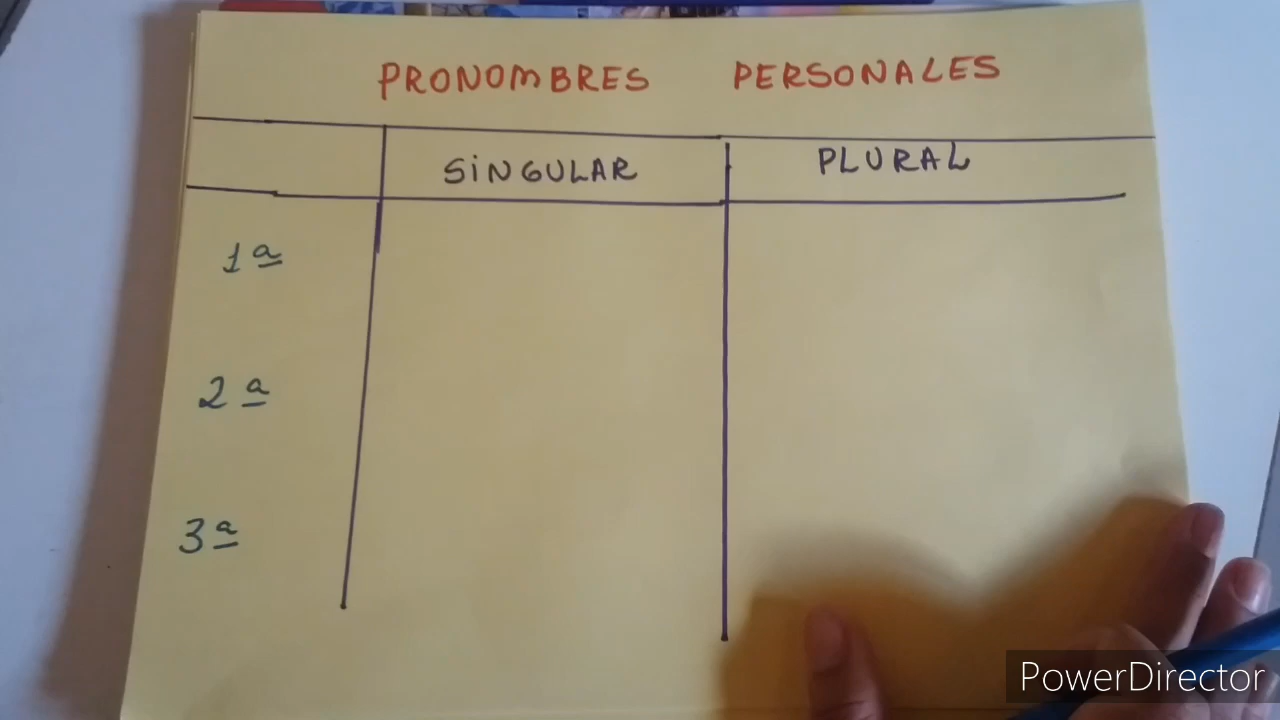 PRONOMBRES PERSONALES
SiNGULAR PLURAL
1ª
2ª
3ª
PowerDirector